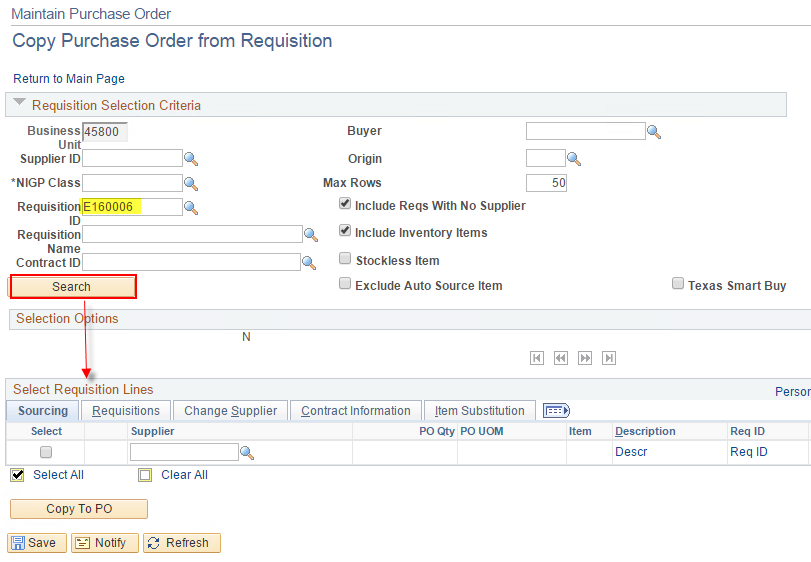 Maintain Purchase Order
Copy Purchase Order from Requisition
Return to Main Page
Requisition Selection Criteria
Business Unit 45800 Buyer
Supplier ID Origin
*NIGP Class Max Rows 50
Requisition ID E160006 Include Reqs With No Supplier
Requisition Name Include Inventory Items
Contract ID Stockless Item
Search Exclude Auto Source Item Texas Smart Buy
Selection Options
N
Select Requisition Lines Person
Sourcing Requisitions Change Supplier Contract Information Item Substitution
Select Supplier PO Qty PO UOM Item Description Req ID
Descr Req ID
Select All Clear All
Copy To PO
Save Notify Refresh